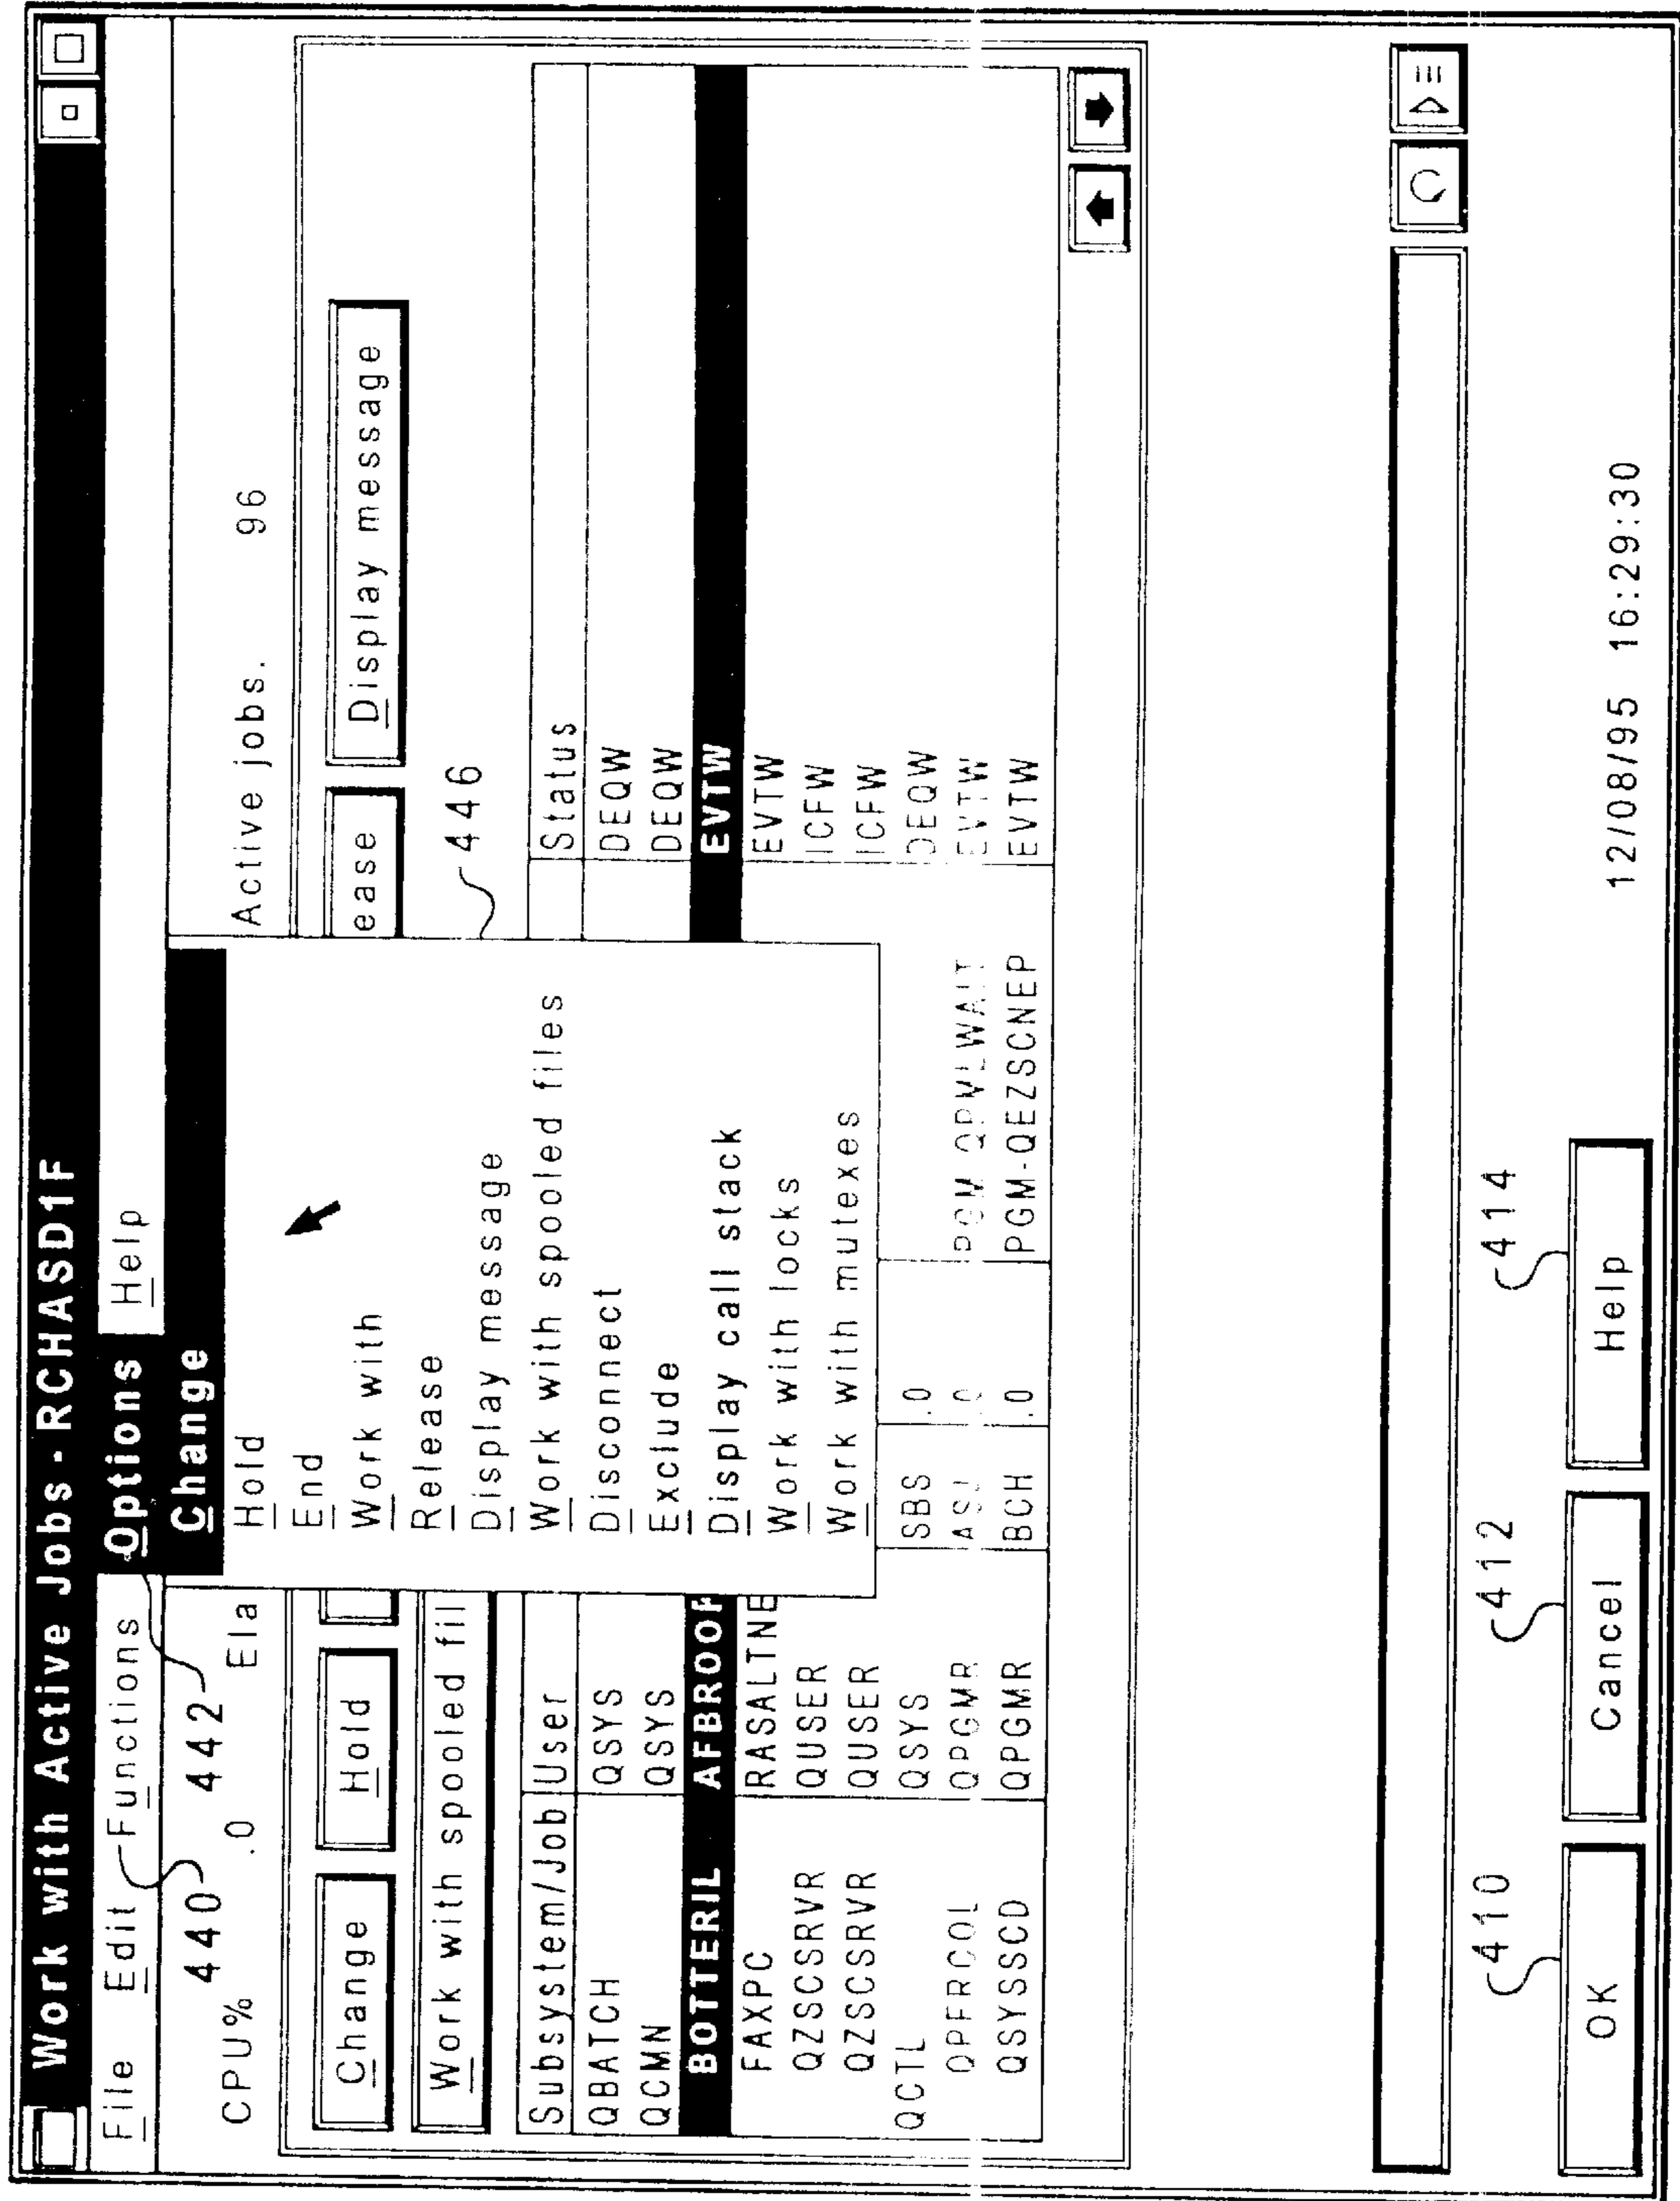 Work with Active Jobs - RCHASD1F
File Edit Functions Options Help
440 442
CPU% .0 Ela Active jobs. 96
Change
Hold
End
Work with
Release
Display message
Work with spooled files
Disconnect
Exclude
Display call stack
Work with locks
Work with mutexes
446
Change Hold ease Display message
Work with spooled fil
Subsystem/Job User Status
QBATCH QSYS DEQW
QCMN QSYS DEQW
BOTTERIL AFBROOF EVTW
FAXPC RASALTNE EVTW
QZSCSRVR QUSER ICFW
QZSCSRVR QUSER ICFW
QCTL QSYS SBS .0 DEQW
QPFRCOL QPGMR .0 EVTW
QSYSSCD QPGMR BCH .0 PGM-QEZSCNEP EVTW
410 412 414
OK Cancel Help
12/08/95 16:29:30